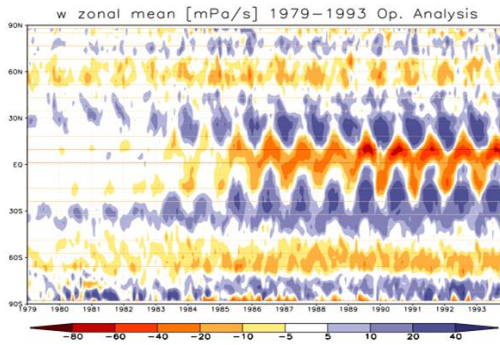 w zonal mean [mPa/s] 1979−1993 Op. Analysis
90N
60N
30N
EQ
30S
60S
90S
1979 1980 1981 1982 1983 1984 1985 1986 1987 1988 1989 1990 1991 1992 1993
−80 −60 −40 −20 −10 −5 5 10 20 40